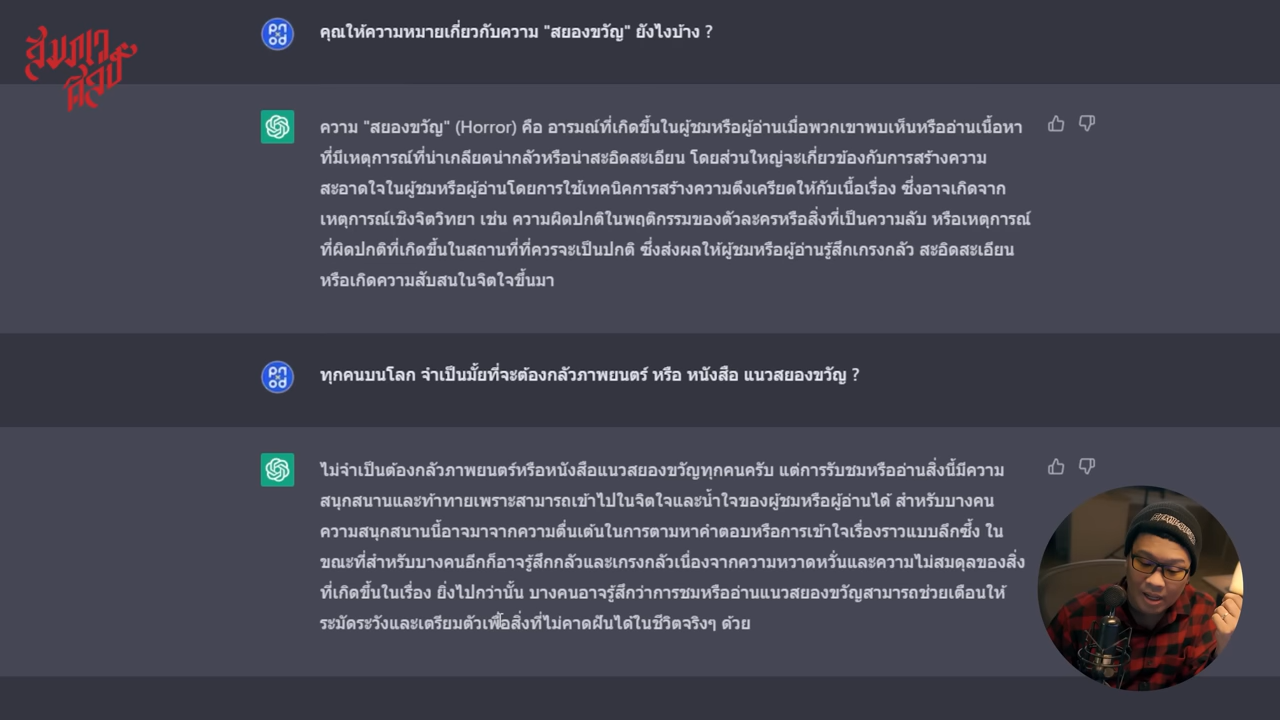 สมภาว
ศิลป์
คุณให้ความหมายเกี่ยวกับความ "สยองขวัญ" ยังไงบ้าง ?
ความ "สยองขวัญ" (Horror) คือ อารมณ์ที่เกิดขึ้นในผู้ชมหรือผู้อ่านเมื่อพวกเขาพบเห็นหรืออ่านเนื้อหา
ที่มีเหตุการณ์ที่น่าเกลียดน่ากลัวหรือน่าสะอิดสะเอียน โดยส่วนใหญ่จะเกี่ยวข้องกับการสร้างความ
สะอาดใจในผู้ชมหรือผู้อ่านโดยการใช้เทคนิคการสร้างความตึงเครียดให้กับเนื้อเรื่อง ซึ่งอาจเกิดจาก
เหตุการณ์เชิงจิตวิทยา เช่น ความผิดปกติในพฤติกรรมของตัวละครหรือสิ่งที่เป็นความลับ หรือเหตุการณ์
ที่ผิดปกติที่เกิดขึ้นในสถานที่ที่ควรจะเป็นปกติ ซึ่งส่งผลให้ผู้ชมหรือผู้อ่านรู้สึกเกรงกลัว สะอิดสะเอียน
หรือเกิดความสับสนในจิตใจขึ้นมา
ทุกคนบนโลก จำเป็นมั้ยที่จะต้องกลัวภาพยนตร์ หรือ หนังสือ แนวสยองขวัญ ?
ไม่จำเป็นต้องกลัวภาพยนตร์หรือหนังสือแนวสยองขวัญทุกคนครับ แต่การรับชมหรืออ่านสิ่งนี้มีความ
สนุกสนานและท้าทายเพราะสามารถเข้าไปในจิตใจและน้ำใจของผู้ชมหรือผู้อ่านได้ สำหรับบางคน
ความสนุกสนานนี้อาจมาจากความตื่นเต้นในการตามหาคำตอบหรือการเข้าใจเรื่องราวแบบลึกซึ้ง ใน
ขณะที่สำหรับบางคนอีกก็อาจรู้สึกกลัวและเกรงกลัวเนื่องจากความหวาดหวั่นและความไม่สมดุลของสิ่ง
ที่เกิดขึ้นในเรื่อง ยิ่งไปกว่านั้น บางคนอาจรู้สึกว่าการชมหรืออ่านแนวสยองขวัญสามารถช่วยเตือนให้
ระมัดระวังและเตรียมตัวเพื่อสิ่งที่ไม่คาดฝันได้ในชีวิตจริงๆ ด้วย